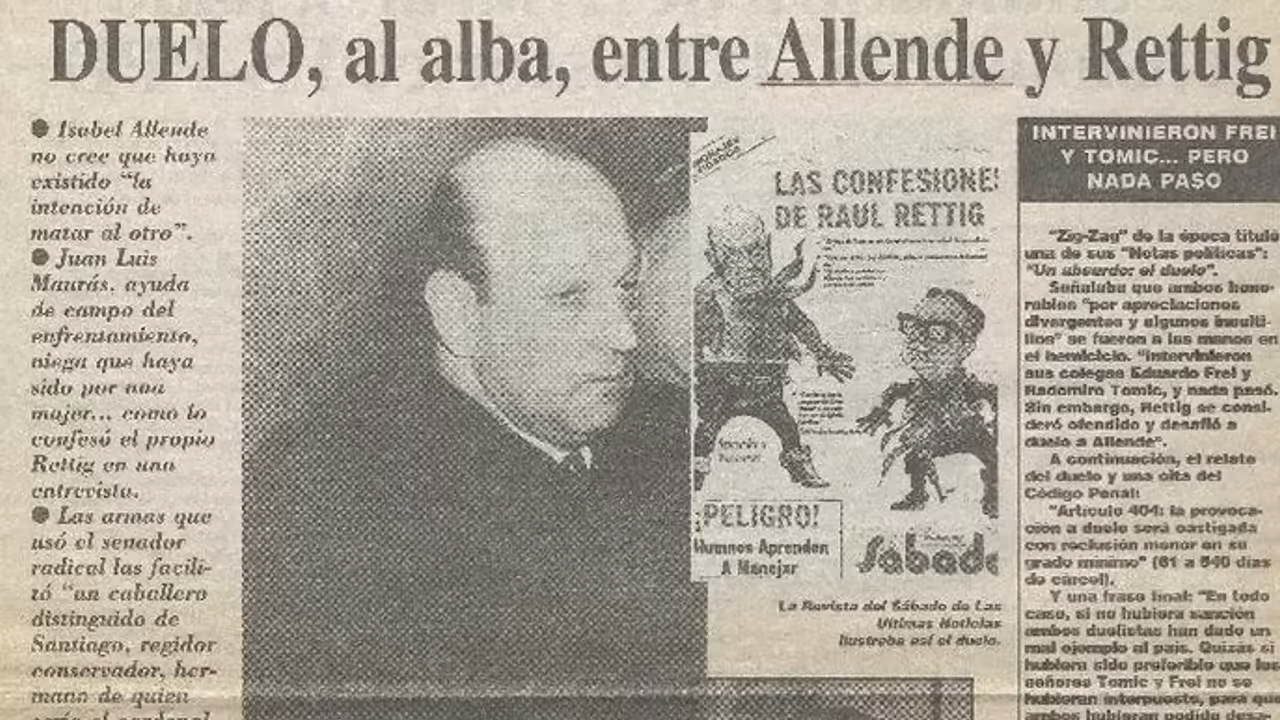 DUELO, al alba, entre Allende y Rettig
● Isabel Allende
no cree que haya
existido "la
intención de
matar al otro".
● Juan Luis
Maurás, ayuda
de campo del
enfrentamiento,
niega que haya
sido por una
mujer... como lo
confesó el propio
Rettig en una
entrevista.
● Las armas que
usó el senador
radical las facili-
tó "un caballero
distinguido de
Santiago, regidor
conservador, her-
mano de quien
sería el cardenal
LAS CONFESIONES
DE RAUL RETTIG
¡PELIGRO!
Humnos Aprenden
A Manejar
Sábado
La Revista del Sábado de Las
Ultimas Noticias
ilustraba así el duelo.
INTERVINIERON FREI
Y TOMIC... PERO
NADA PASO
"Zig-Zag" de la época tituló
una de sus "Notas políticas":
"Un absurdo: el duelo".
Señalaba que ambos hono-
rables "por apreciaciones
divergentes y algunos insulti-
llos" se fueron a las manos en
el hemiciclo. "Intervinieron
sus colegas Eduardo Frei y
Radomiro Tomic, y nada pasó.
Sin embargo, Rettig se consi-
deró ofendido y desafió a
duelo a Allende".
A continuación, el relato
del duelo y una cita del
Código Penal:
"Artículo 404: la provoca-
ción a duelo será castigada
con reclusión menor en su
grado mínimo" (61 a 540 días
de cárcel).
Y una frase final: "En todo
caso, si no hubiera sanción
ambos duelistas han dado un
mal ejemplo al país. Quizás si
hubiera sido preferible que los
señores Tomic y Frei no se
hubieran interpuesto, para que
ambos hubieran podido